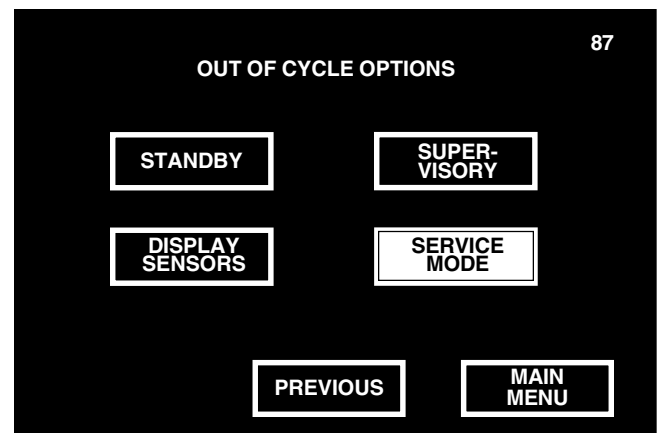 87
OUT OF CYCLE OPTIONS
STANDBY
SUPER-
VISORY
DISPLAY
SENSORS
SERVICE
MODE
PREVIOUS
MAIN
MENU